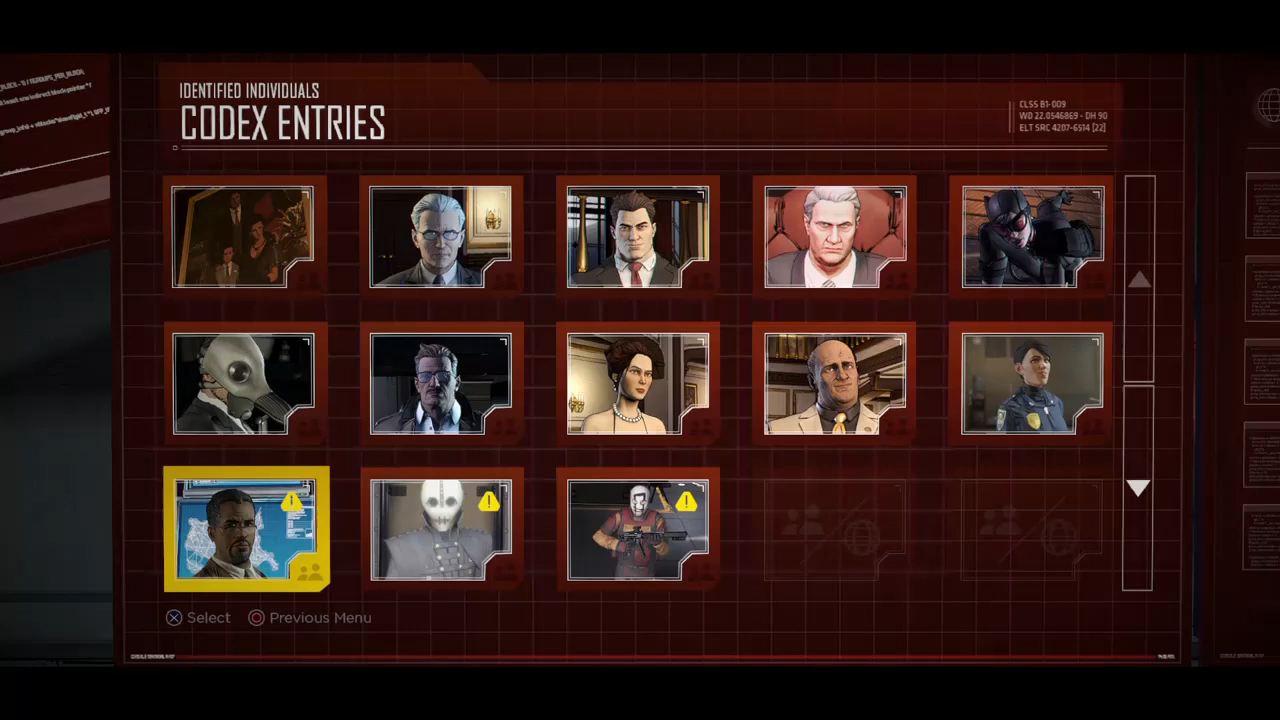 IDENTIFIED INDIVIDUALS
CODEX ENTRIES
CLSS B1-009
WD 22.0546869 - DH 90
ELT SRC 4207-6514 [22]
Select
Previous Menu